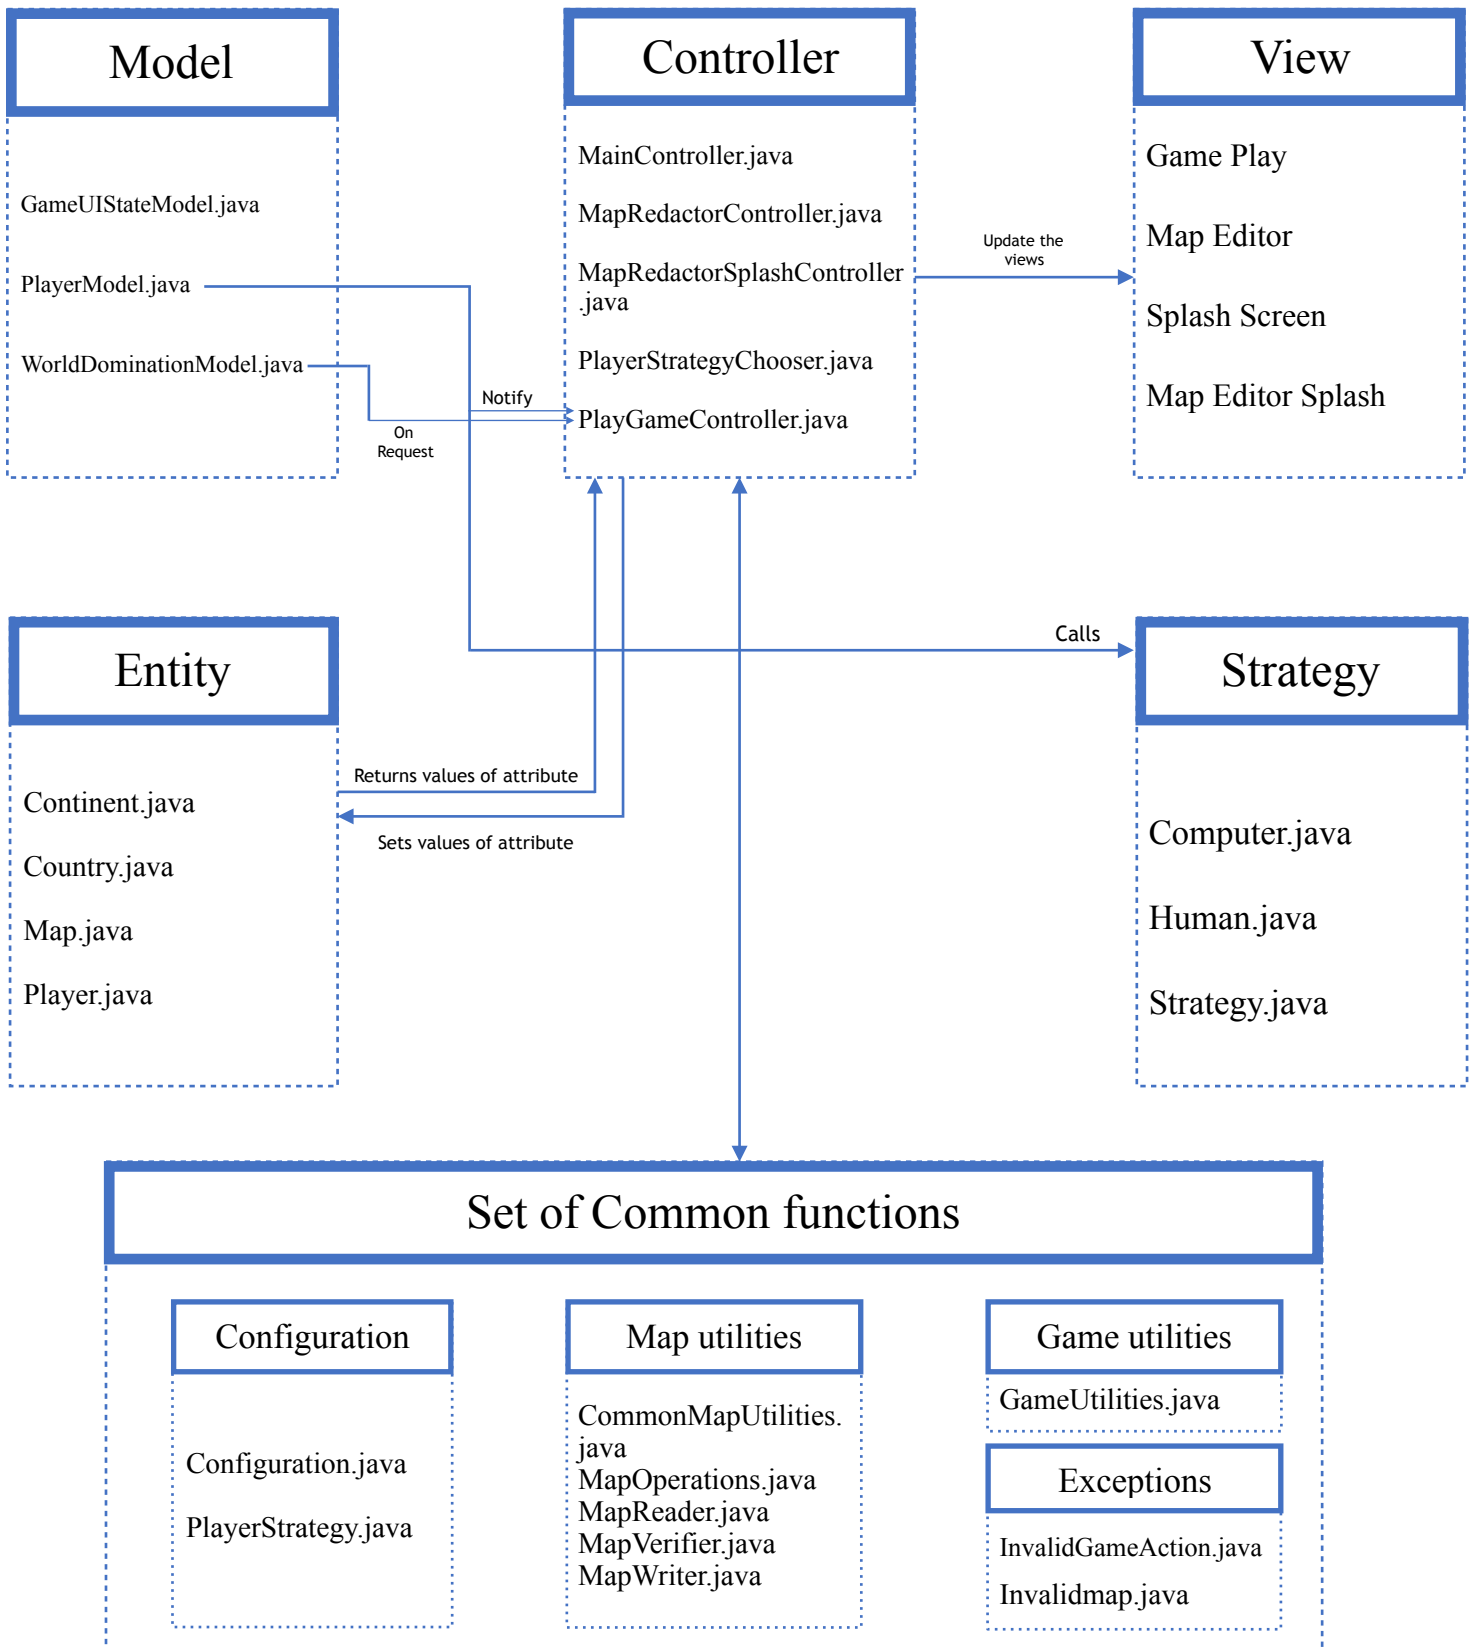 Model
GameUIStateModel.java
PlayerModel.java
WorldDominationModel.java
Controller
MainController.java
MapRedactorController.java
MapRedactorSplashController
.java
PlayerStrategyChooser.java
PlayGameController.java
View
Game Play
Map Editor
Splash Screen
Map Editor Splash
Update the
views
Notify
On
Request
Calls
Entity
Continent.java
Country.java
Map.java
Player.java
Returns values of attribute
Sets values of attribute
Strategy
Computer.java
Human.java
Strategy.java
Set of Common functions
Configuration
Configuration.java
PlayerStrategy.java
Map utilities
CommonMapUtilities.
java
MapOperations.java
MapReader.java
MapVerifier.java
MapWriter.java
Game utilities
GameUtilities.java
Exceptions
InvalidGameAction.java
Invalidmap.java